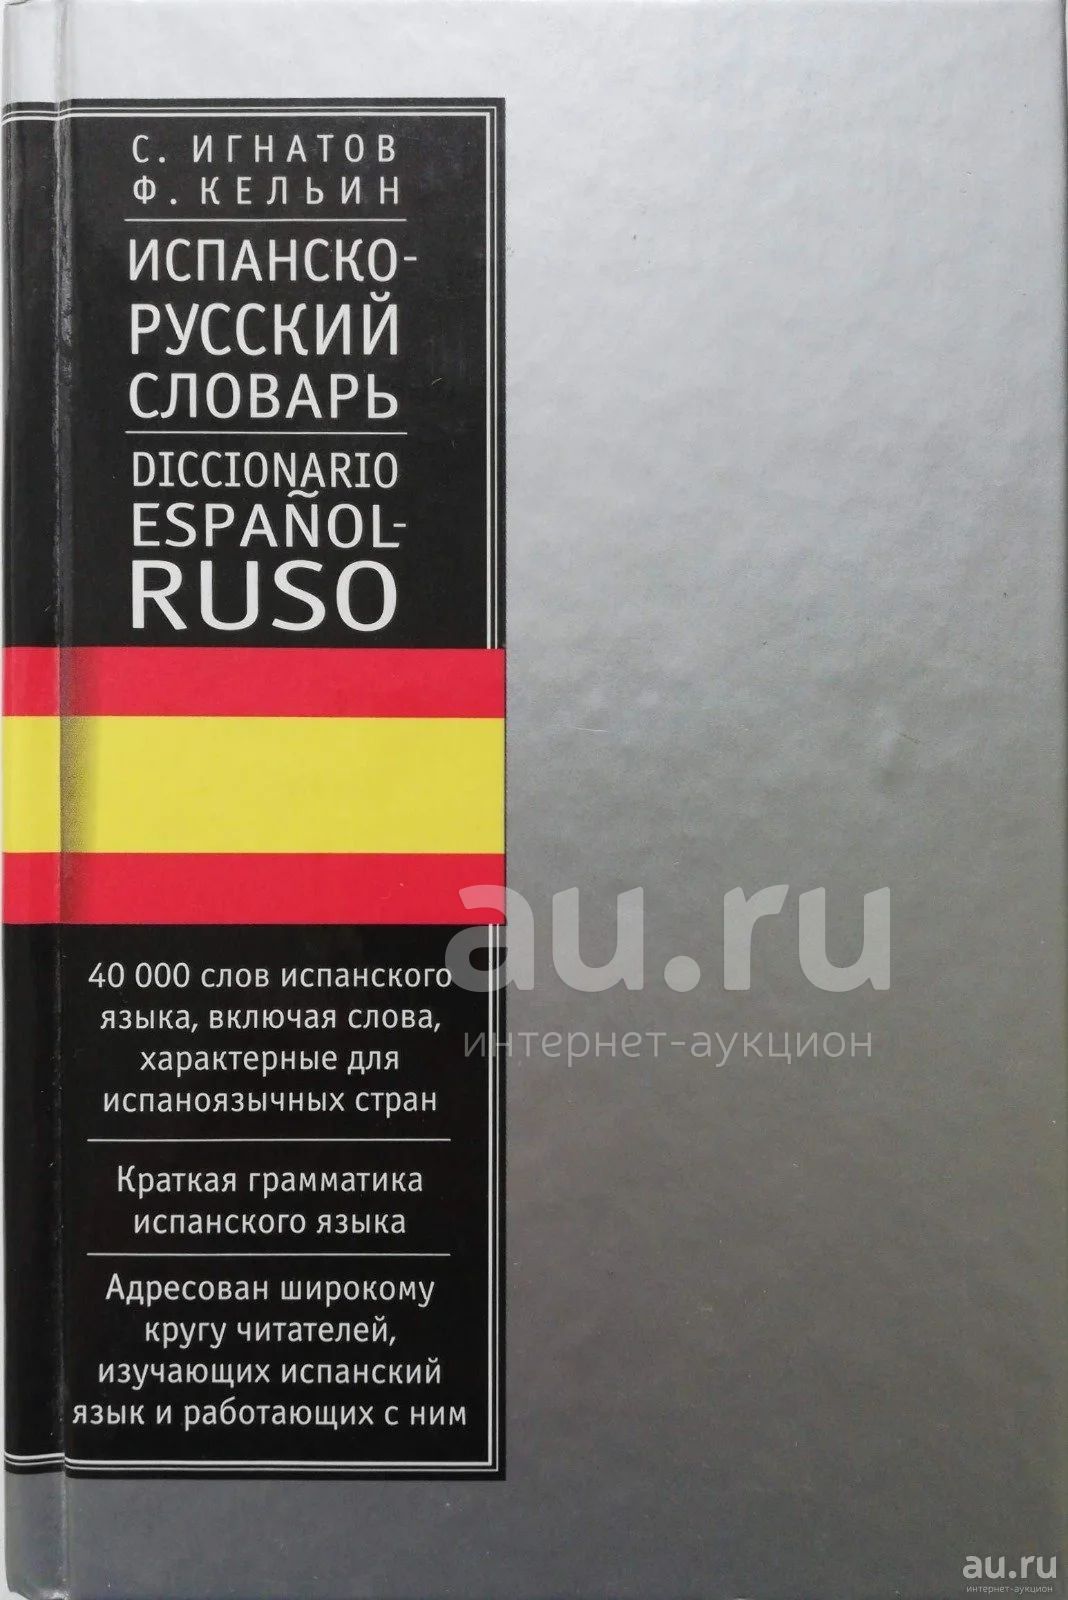 С. ИГНАТОВ
Ф. КЕЛЬИН
ИСПАНСКО-
РУССКИЙ
СЛОВАРЬ
DICCIONARIO
ESPAÑOL-
RUSO
40 000 слов испанского
языка, включая слова,
характерные для
испаноязычных стран
Краткая грамматика
испанского языка
Адресован широкому
кругу читателей,
изучающих испанский
язык и работающих с ним
au.ru
интернет-аукцион
au.ru
интернет-аукцион